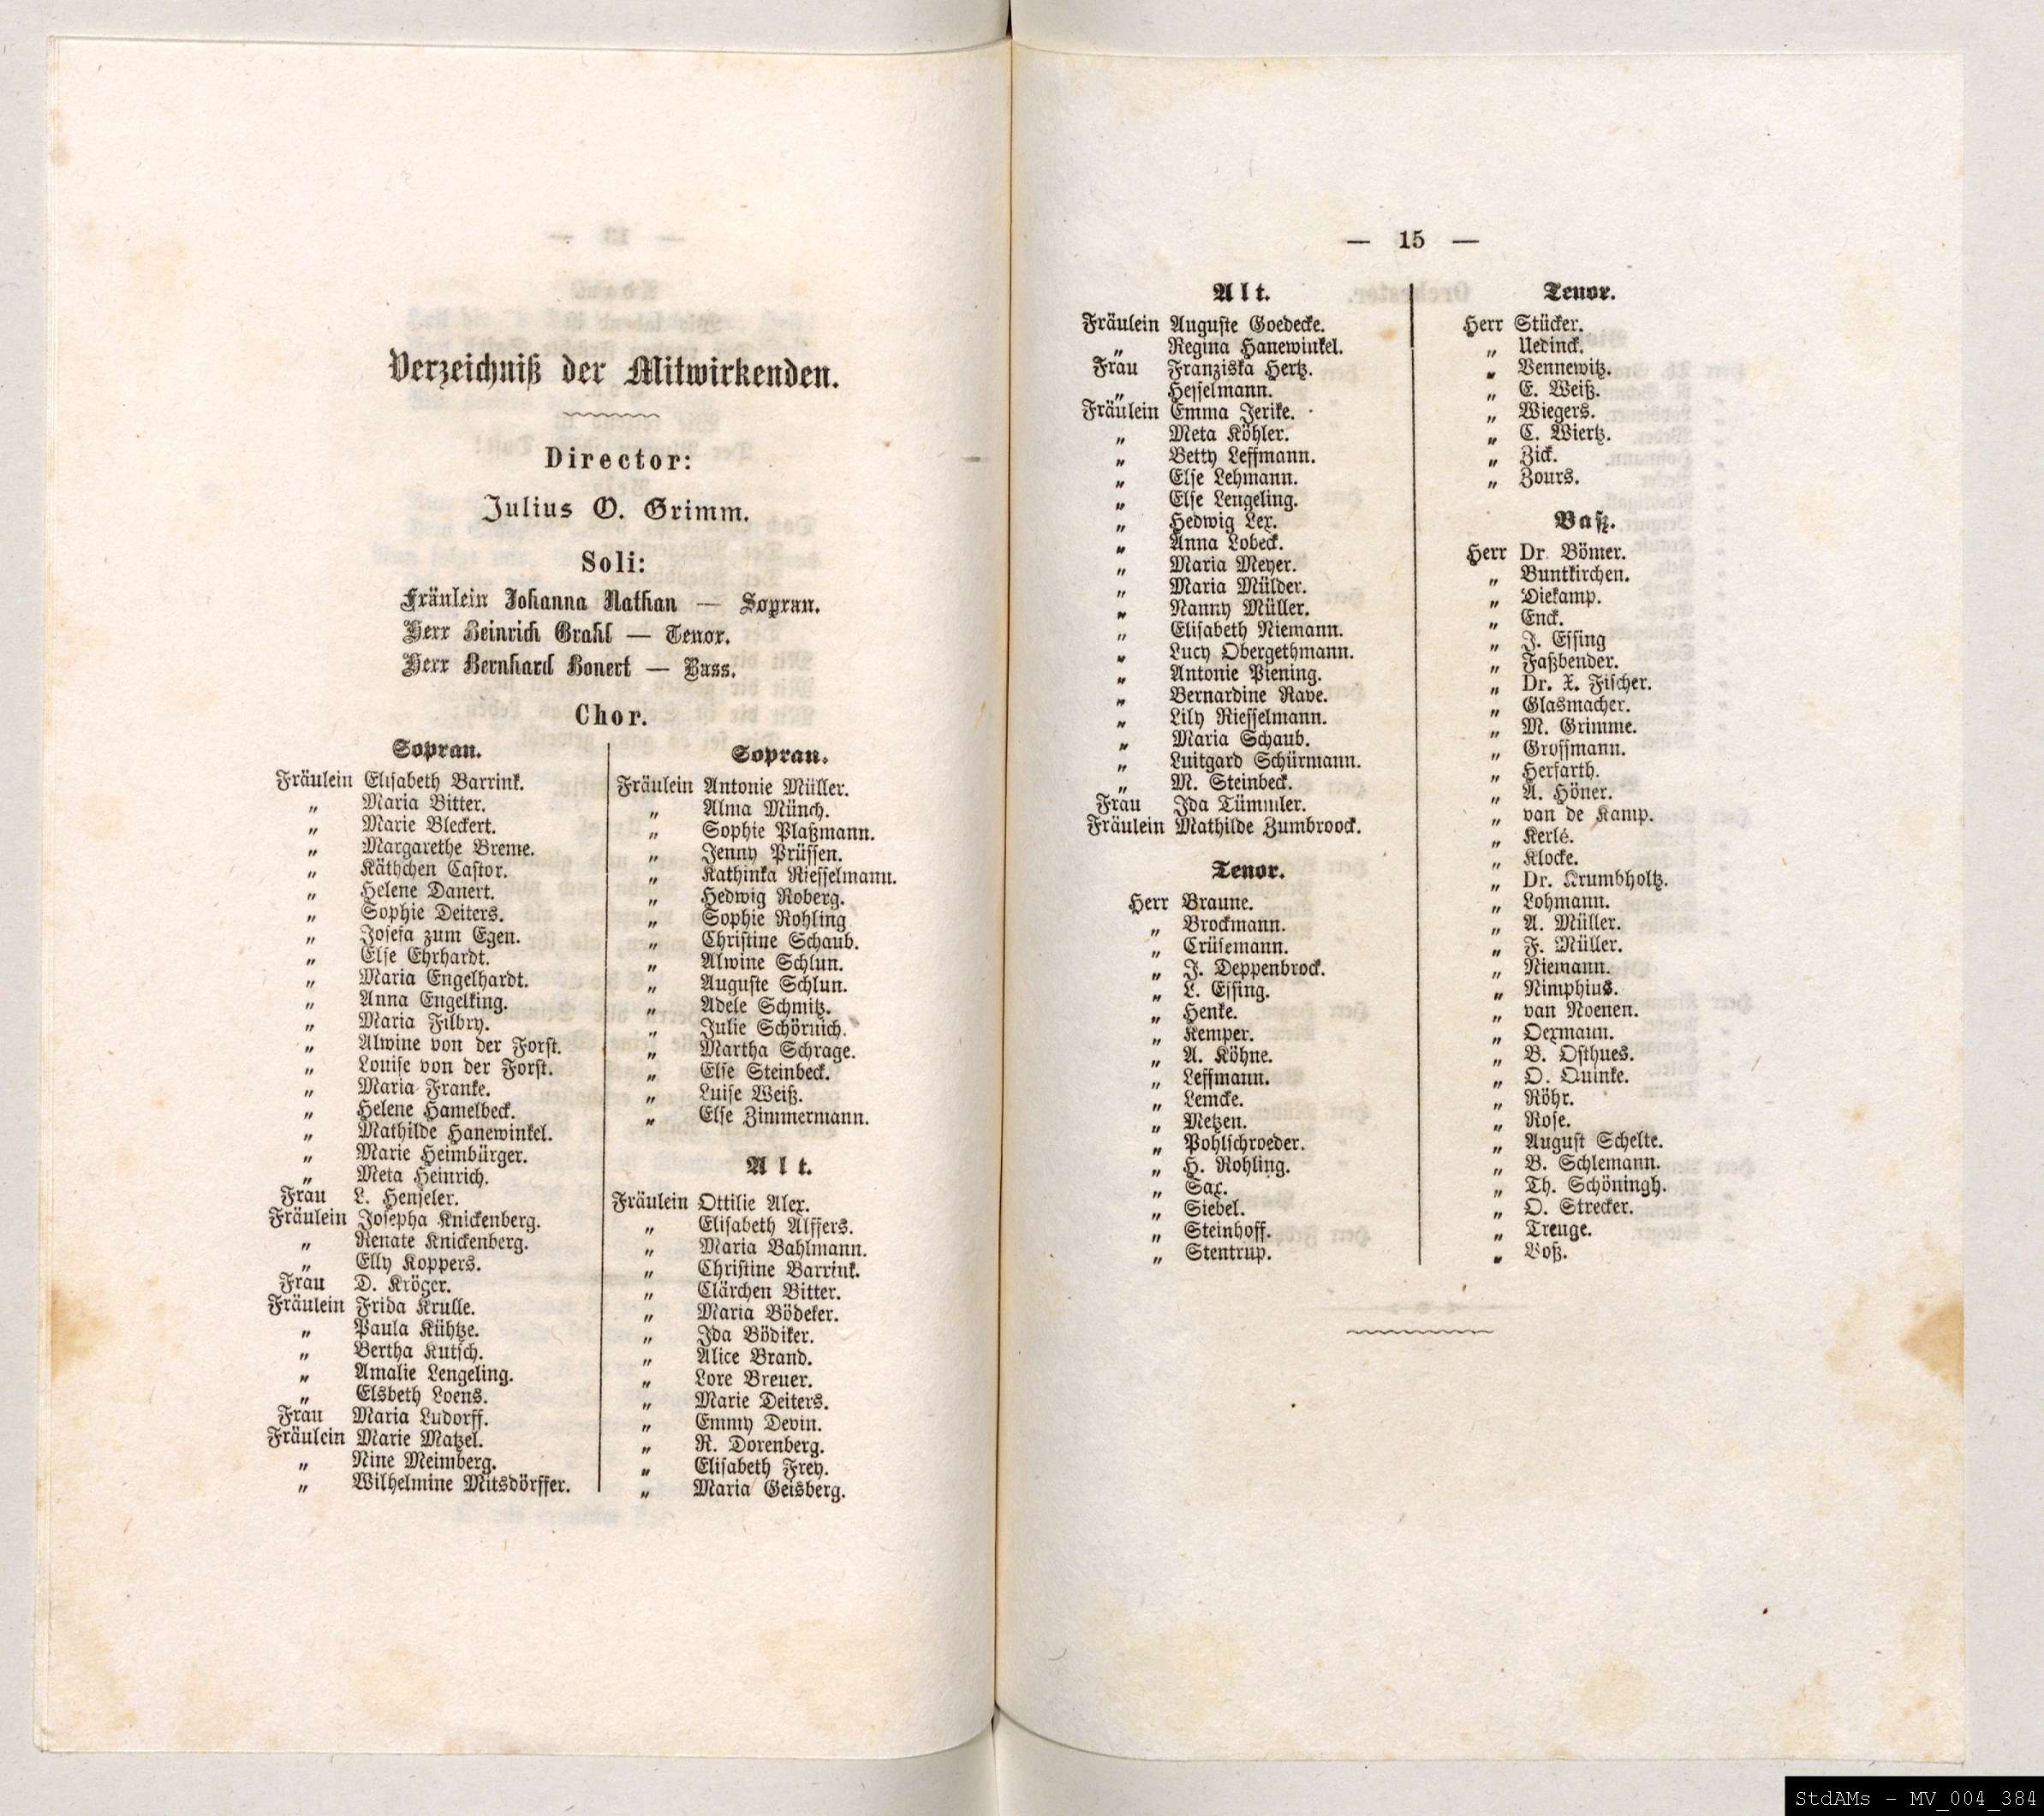 Verzeichniß der Mitwirkenden.
Director:
Julius O. Grimm.
Soli:
Fräulein Johanna Nathan — Sopran.
Herr Heinrich Grahl — Tenor.
Herr Bernhard Bonert — Bass.
Chor.
Sopran.
Fräulein Elisabeth Barrink.
„ Maria Bitter.
„ Marie Bleckert.
„ Margarethe Breme.
„ Käthchen Castor.
„ Helene Danert.
„ Sophie Deiters.
„ Josefa zum Egen.
„ Else Ehrhardt.
„ Maria Engelhardt.
„ Anna Engelking.
„ Maria Filbry.
„ Alwine von der Forst.
„ Louise von der Forst.
„ Maria Franke.
„ Helene Hamelbeck.
„ Mathilde Hanewinkel.
„ Marie Heimbürger.
„ Meta Heinrich.
Frau L. Henseler.
Fräulein Josepha Knickenberg.
„ Renate Knickenberg.
„ Elly Koppers.
Frau D. Kröger.
Fräulein Frida Krulle.
„ Paula Kühtze.
„ Bertha Kutsch.
„ Amalie Lengeling.
„ Elsbeth Loens.
Frau Maria Ludorff.
Fräulein Marie Matzel.
„ Nine Meimberg.
„ Wilhelmine Mitsdörffer.
Sopran.
Fräulein Antonie Müller.
„ Alma Münch.
„ Sophie Plaßmann.
„ Jenny Prüssen.
„ Kathinka Riesselmann.
„ Hedwig Roberg.
„ Sophie Rohling
„ Christine Schaub.
„ Alwine Schlun.
„ Auguste Schlun.
„ Adele Schmitz.
„ Julie Schörnich.
„ Martha Schrage.
„ Else Steinbeck.
„ Luise Weiß.
„ Else Zimmermann.
Alt.
Fräulein Ottilie Alex.
„ Elisabeth Alffers.
„ Maria Bahlmann.
„ Christine Barrink.
„ Clärchen Bitter.
„ Maria Bödeker.
„ Ida Bödiker.
„ Alice Brand.
„ Lore Breuer.
„ Marie Deiters.
„ Emmy Devin.
„ R. Dorenberg.
„ Elisabeth Frey.
„ Maria Geisberg.
— 15 —
Alt.
Fräulein Auguste Goedecke.
„ Regina Hanewinkel.
Frau Franziska Hertz.
„ Hesselmann.
Fräulein Emma Jerike.
„ Meta Köhler.
„ Betty Leffmann.
„ Else Lehmann.
„ Else Lengeling.
„ Hedwig Lex.
„ Anna Lobeck.
„ Maria Meyer.
„ Maria Mülder.
„ Nanny Müller.
„ Elisabeth Niemann.
„ Lucy Obergethmann.
„ Antonie Piening.
„ Bernardine Rave.
„ Lily Riesselmann.
„ Maria Schaub.
„ Luitgard Schürmann.
„ M. Steinbeck.
Frau Ida Tümmler.
Fräulein Mathilde Zumbroock.
Tenor.
Herr Braune.
„ Brockmann.
„ Crüsemann.
„ J. Deppenbrock.
„ L. Essing.
„ Henke.
„ Kemper.
„ A. Köhne.
„ Leffmann.
„ Lemcke.
„ Metzen.
„ Pohlschroeder.
„ H. Rohling.
„ Sax.
„ Siebel.
„ Steinhoff.
„ Stentrup.
Tenor.
Herr Stücker.
„ Uedinck.
„ Vennewitz.
„ E. Weiß.
„ Wiegers.
„ C. Wiertz.
„ Zick.
„ Zours.
Baß.
Herr Dr. Bömer.
„ Buntkirchen.
„ Diekamp.
„ Enck.
„ J. Essing
„ Faßbender.
„ Dr. X. Fischer.
„ Glasmacher.
„ M. Grimme.
„ Grossmann.
„ Herfarth.
„ A. Höner.
„ van de Kamp.
„ Kerlé.
„ Klocke.
„ Dr. Krumbholtz.
„ Lohmann.
„ A. Müller.
„ F. Müller.
„ Niemann.
„ Nimphius.
„ van Noenen.
„ Oexmann.
„ B. Osthues.
„ O. Quinke.
„ Röhr.
„ Rose.
„ August Schelte.
„ B. Schlemann.
„ Th. Schöningh.
„ O. Strecker.
„ Treuge.
„ Voß.
StdAMs - MV_004_384